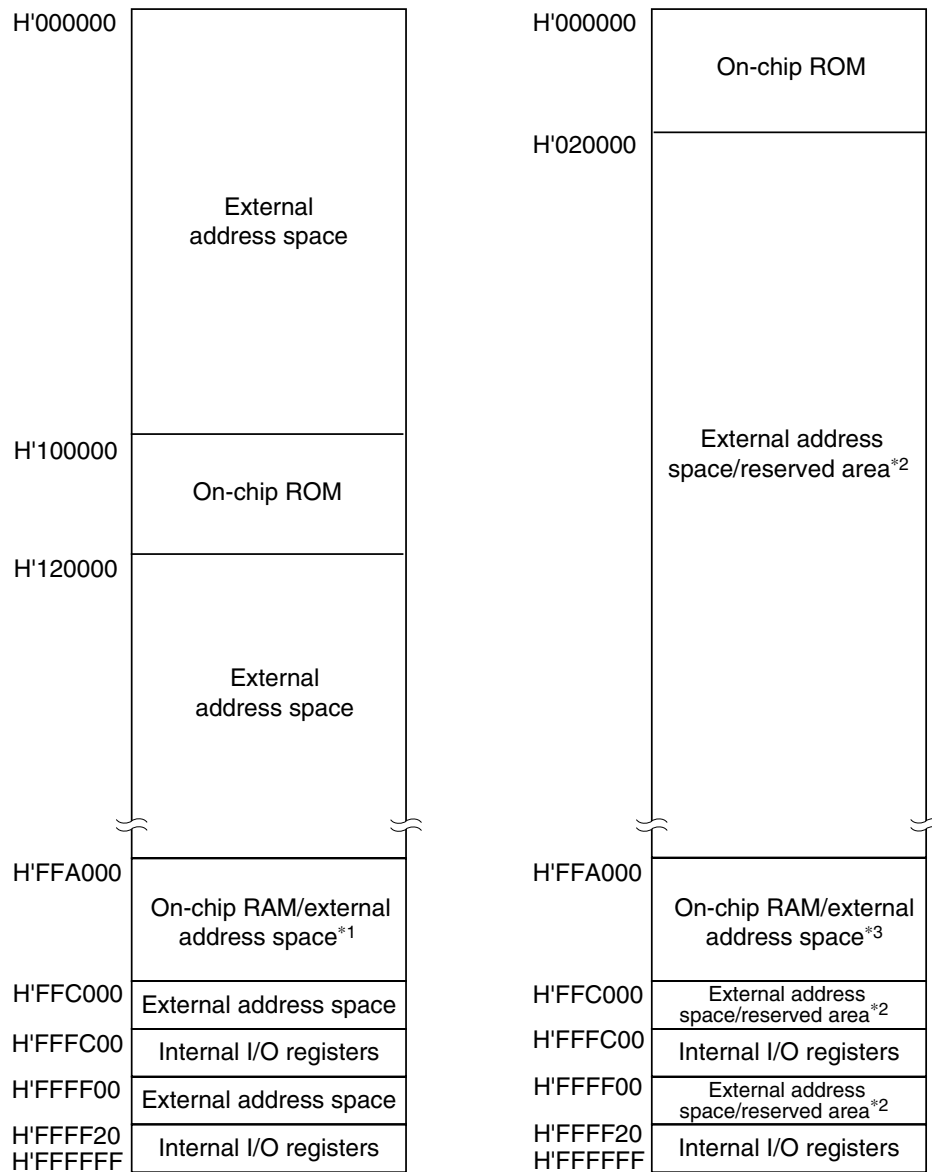 H'000000
External
address space
H'100000
On-chip ROM
H'120000
External
address space
H'FFA000
On-chip RAM/external
address space*1
H'FFC000
External address space
H'FFFC00
Internal I/O registers
H'FFFF00
External address space
H'FFFF20
Internal I/O registers
H'FFFFFF
H'000000
On-chip ROM
H'020000
External address
space/reserved area*2
H'FFA000
On-chip RAM/external
address space*3
H'FFC000
External address
space/reserved area*2
H'FFFC00
Internal I/O registers
H'FFFF00
External address
space/reserved area*2
H'FFFF20
Internal I/O registers
H'FFFFFF